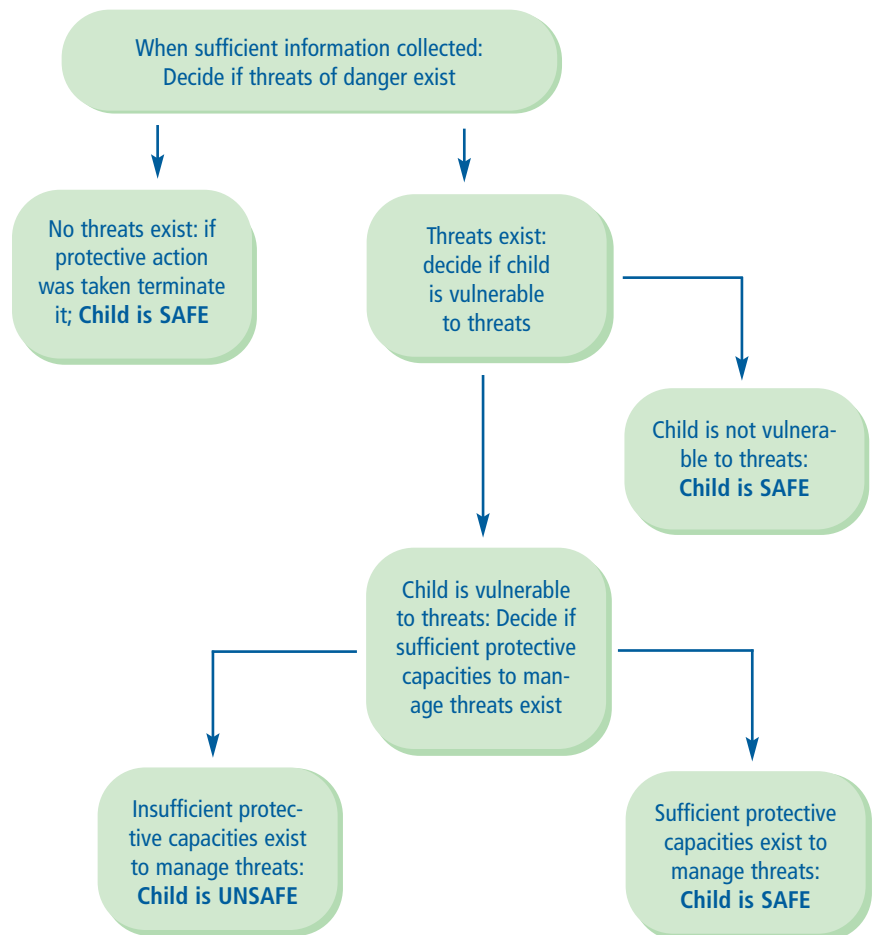 When sufficient information collected:
Decide if threats of danger exist
No threats exist: if
protective action
was taken terminate
it; Child is SAFE
Threats exist:
decide if child
is vulnerable
to threats
Child is not vulnera-
ble to threats:
Child is SAFE
Child is vulnerable
to threats: Decide if
sufficient protective
capacities to man-
age threats exist
Insufficient protec-
tive capacities exist
to manage threats:
Child is UNSAFE
Sufficient protective
capacities exist to
manage threats:
Child is SAFE